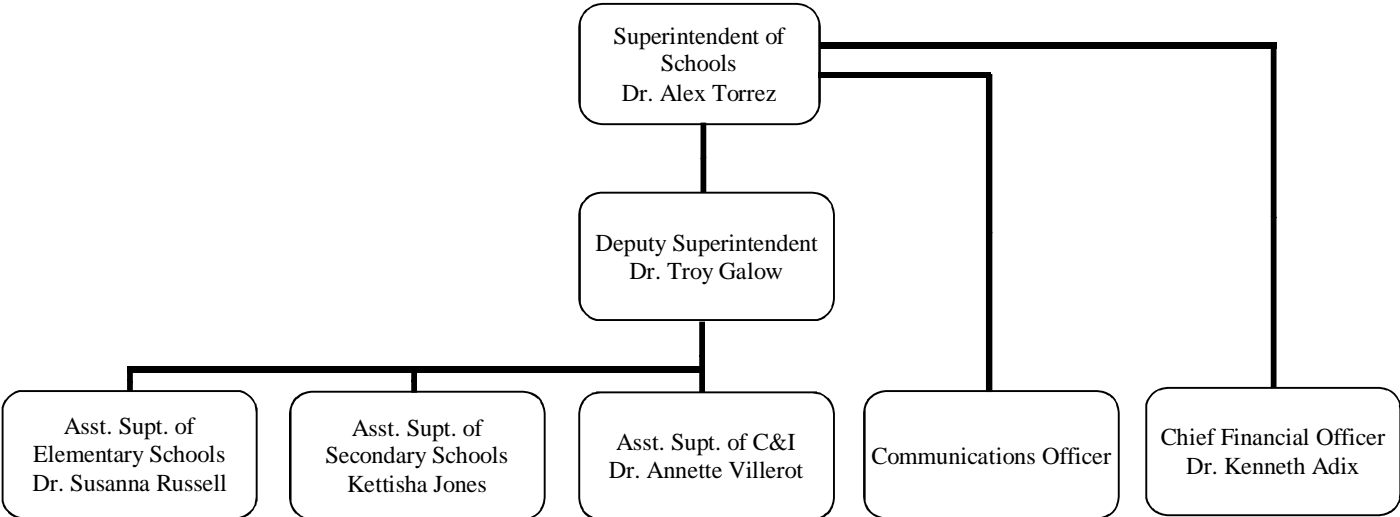 Superintendent of
Schools
Dr. Alex Torrez
Deputy Superintendent
Dr. Troy Galow
Asst. Supt. of
Elementary Schools
Dr. Susanna Russell
Asst. Supt. of
Secondary Schools
Kettisha Jones
Asst. Supt. of C&I
Dr. Annette Villerot
Communications Officer
Chief Financial Officer
Dr. Kenneth Adix